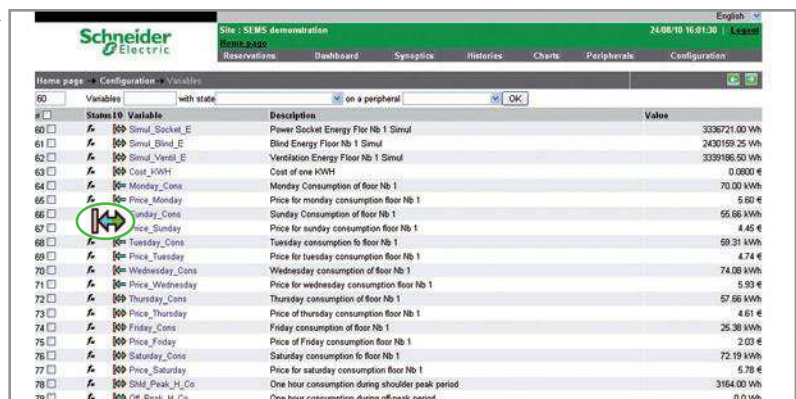 English
Schneider Electric
Site : SEMS demonstration
24/08/10 16:01:30 | Logout
Home page
Reservations Dashboard Synoptics Histories Charts Peripherals Configuration
Home page Configuration Variables
60 Variables with state on a peripheral OK
# Status IO Variable Description Value
60 Simul_Socket_E Power Socket Energy Flor Nb 1 Simul 3336721.00 Wh
61 Simul_Blind_E Blind Energy Floor Nb 1 Simul 2430159.25 Wh
62 Simul_Ventil_E Ventilation Energy Floor Nb 1 Simul 3339186.50 Wh
63 Cost_KWH Cost of one KWH 0.0800 €
64 Monday_Cons Monday Consumption of floor Nb 1 70.00 kWh
65 Price_Monday Price for monday consumption floor Nb 1 5.60 €
66 Sunday_Cons Sunday Consumption of floor Nb 1 55.66 kWh
67 Price_Sunday Price for sunday consumption floor Nb 1 4.45 €
68 Tuesday_Cons Tuesday consumption fo floor Nb 1 59.31 kWh
69 Price_Tuesday Price for tuesday consumption floor Nb 1 4.74 €
70 Wednesday_Cons Wednesday consumption of floor Nb 1 74.08 kWh
71 Price_Wednesday Price for wednesday consumption floor Nb 1 5.93 €
72 Thursday_Cons Thursday consumption of floor Nb 1 57.66 kWh
73 Price_Thursday Price of thursday consumption floor Nb 1 4.61 €
74 Friday_Cons Friday consumption of floor Nb 1 25.38 kWh
75 Price_Friday Price of Friday consumption floor Nb 1 2.03 €
76 Saturday_Cons Saturday consumption fo floor Nb 1 72.19 kWh
77 Price_Saturday Price for saturday consumption floor Nb 1 5.78 €
78 Shld_Peak_H_Co One hour consumption during shoulder peak period 3164.00 Wh
79 Off_Peak_H_Co One hour consumption during off-peak period 0.0 Wh